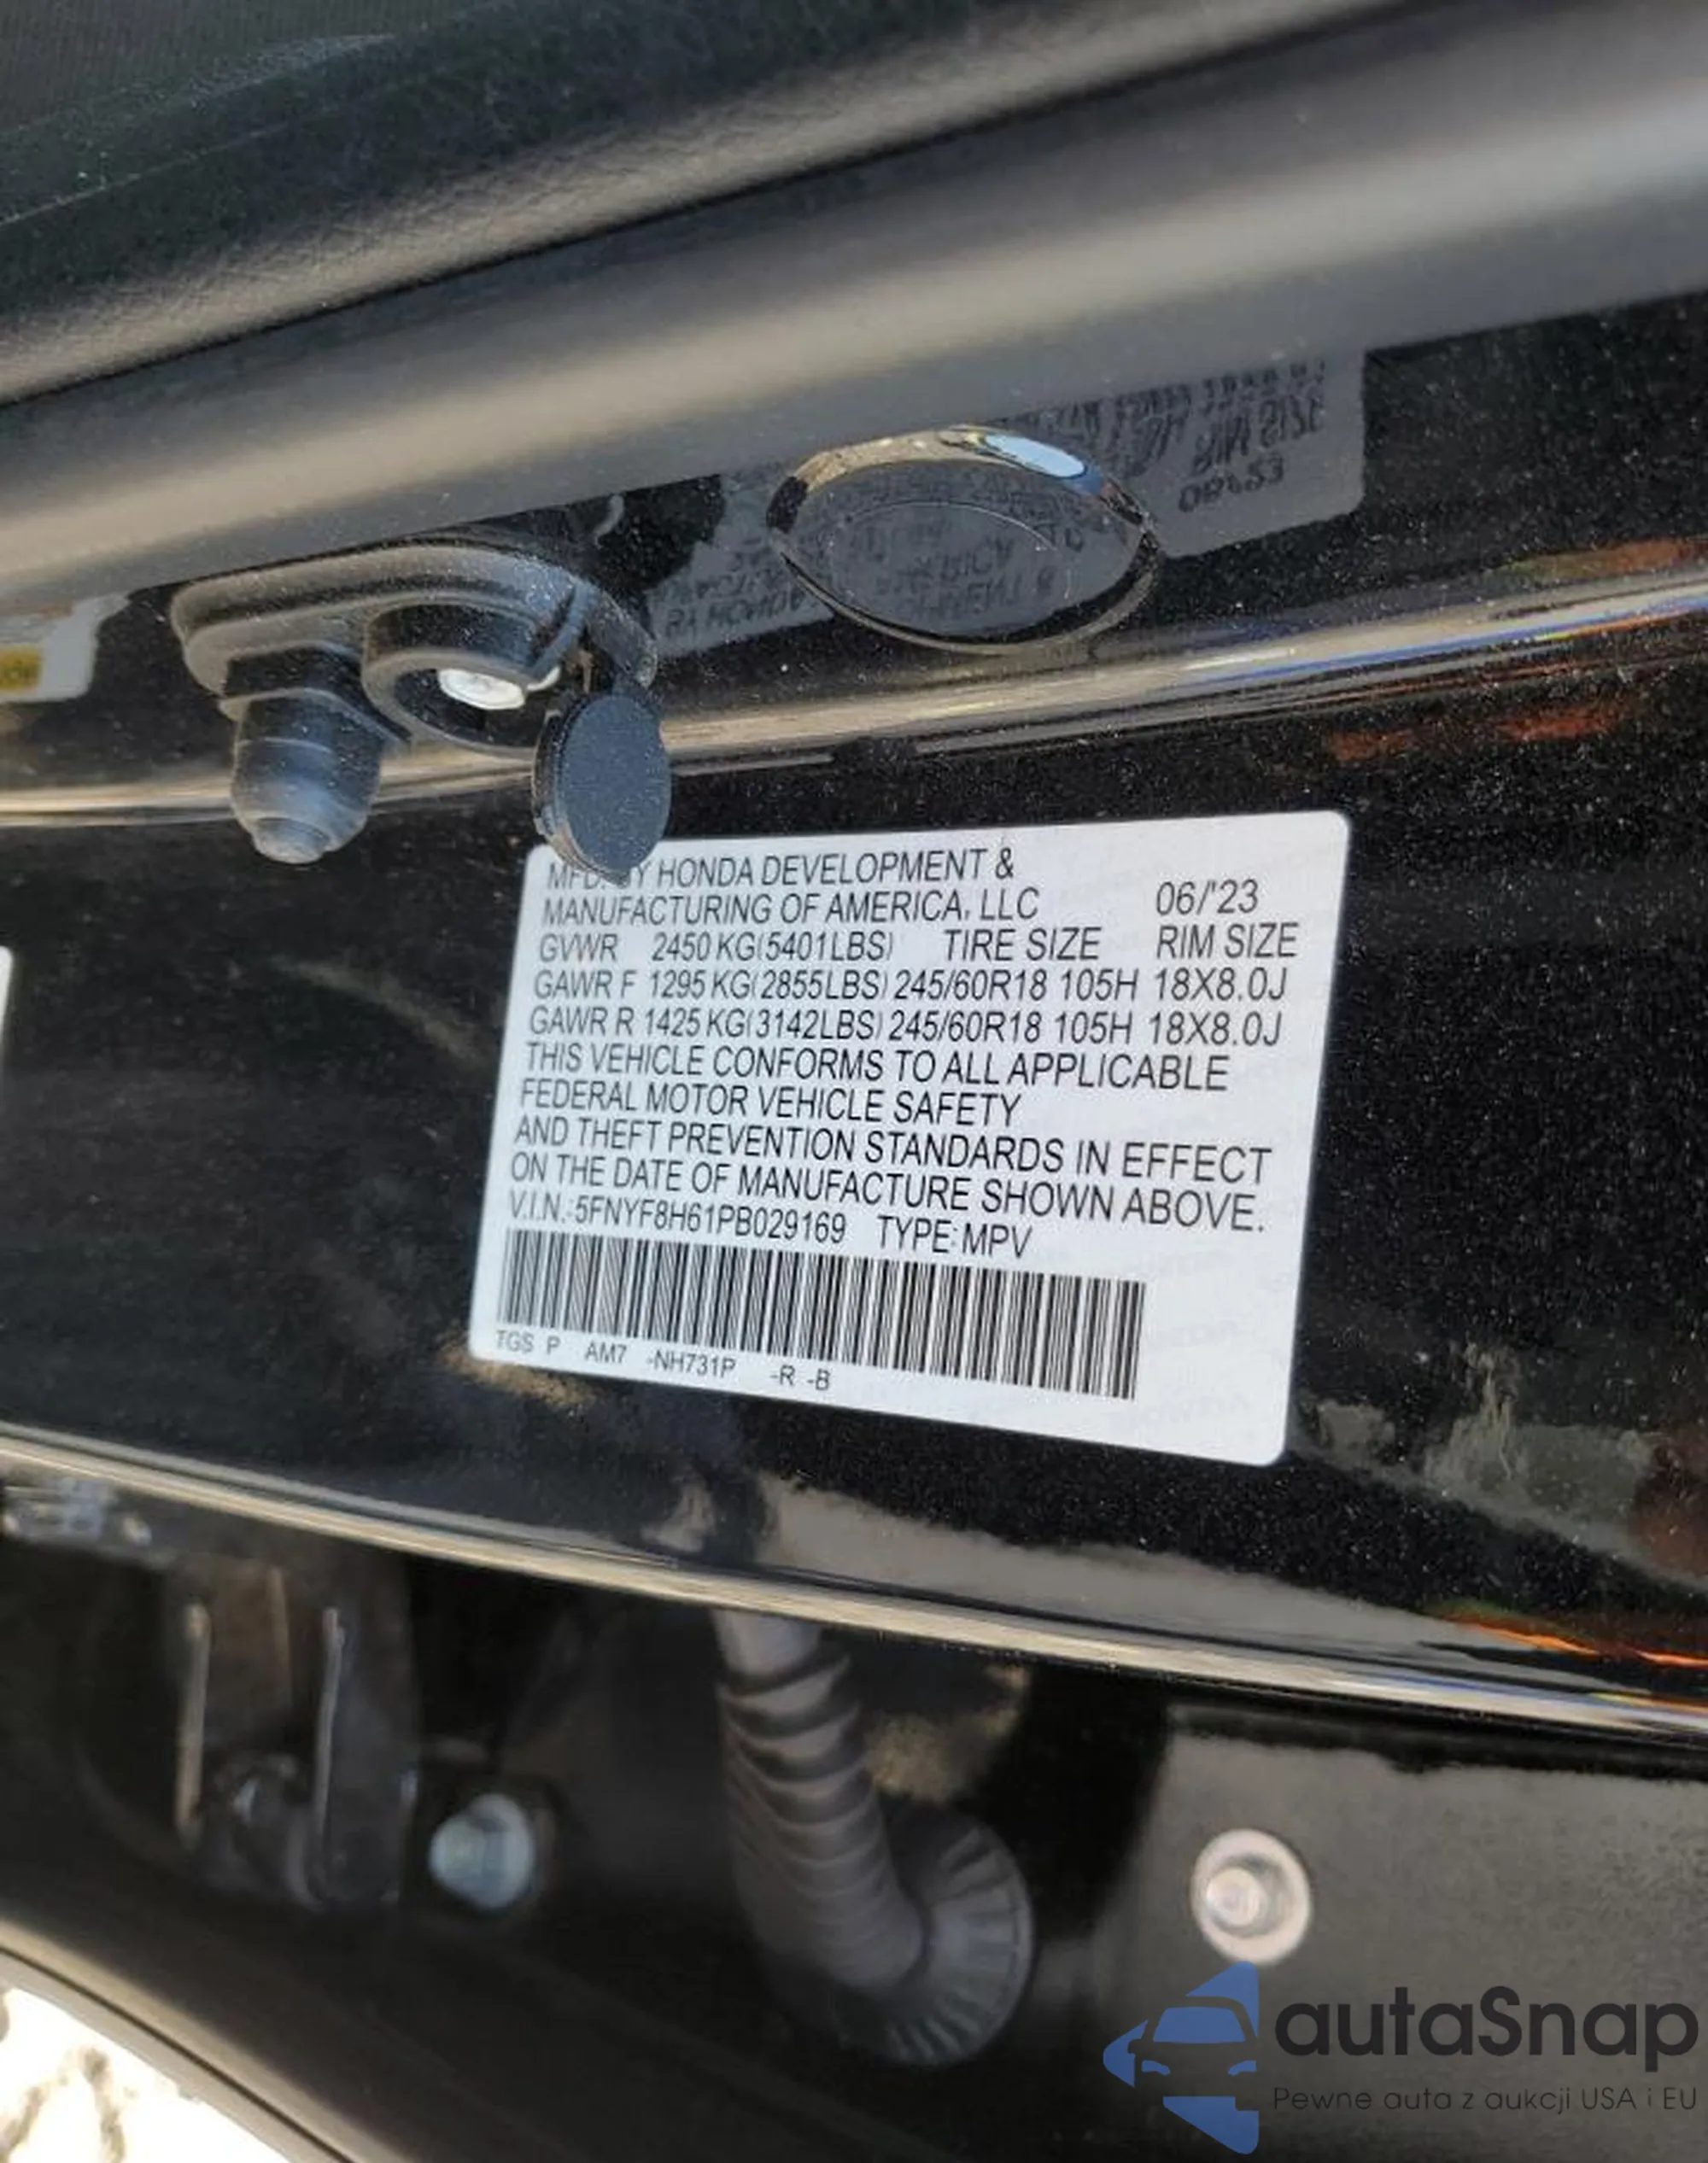 MFD. BY HONDA DEVELOPMENT &
MANUFACTURING OF AMERICA, LLC 06/'23
GVWR 2450 KG(5401LBS) TIRE SIZE RIM SIZE
GAWR F 1295 KG(2855LBS) 245/60R18 105H 18X8.0J
GAWR R 1425 KG(3142LBS) 245/60R18 105H 18X8.0J
THIS VEHICLE CONFORMS TO ALL APPLICABLE
FEDERAL MOTOR VEHICLE SAFETY
AND THEFT PREVENTION STANDARDS IN EFFECT
ON THE DATE OF MANUFACTURE SHOWN ABOVE.
V.I.N.:5FNYF8H61PB029169 TYPE:MPV
TGS P AM7 -NH731P -R -B
autaSnap
Pewne auta z aukcji USA i EU